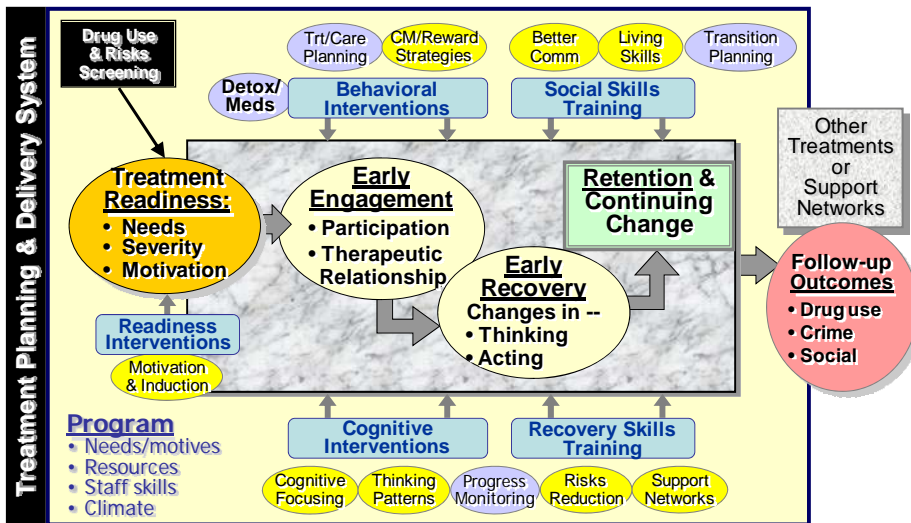 Treatment Planning & Delivery System
Drug Use
& Risks
Screening
Trt/Care
Planning
CM/Reward
Strategies
Better
Comm
Living
Skills
Transition
Planning
Detox/
Meds
Behavioral
Interventions
Social Skills
Training
Other
Treatments
or
Support
Networks
Treatment
Readiness:
• Needs
• Severity
• Motivation
Early
Engagement
• Participation
• Therapeutic
Relationship
Retention &
Continuing
Change
Early
Recovery
Changes in --
• Thinking
• Acting
Follow-up
Outcomes
• Drug use
• Crime
• Social
Readiness
Interventions
Motivation
& Induction
Program
• Needs/motives
• Resources
• Staff skills
• Climate
Cognitive
Interventions
Recovery Skills
Training
Cognitive
Focusing
Thinking
Patterns
Progress
Monitoring
Risks
Reduction
Support
Networks